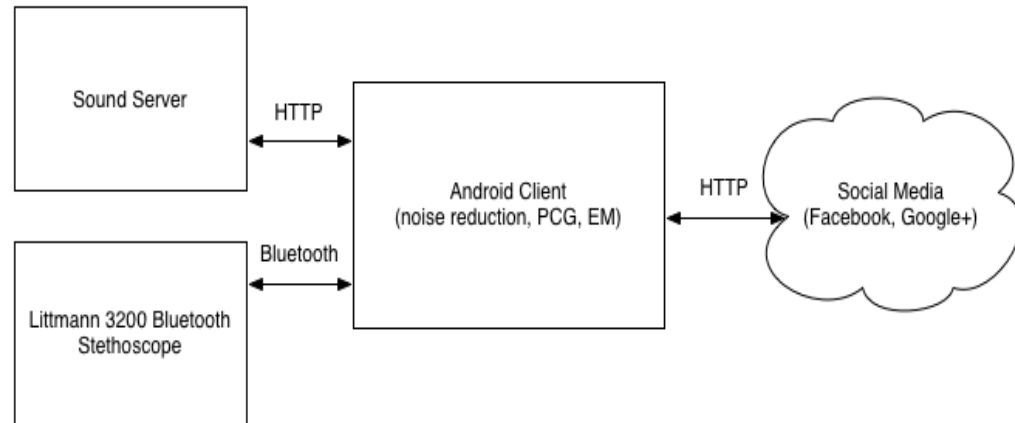 Sound Server
HTTP
Android Client
(noise reduction, PCG, EM)
HTTP
Social Media
(Facebook, Google+)
Bluetooth
Littmann 3200 Bluetooth
Stethoscope